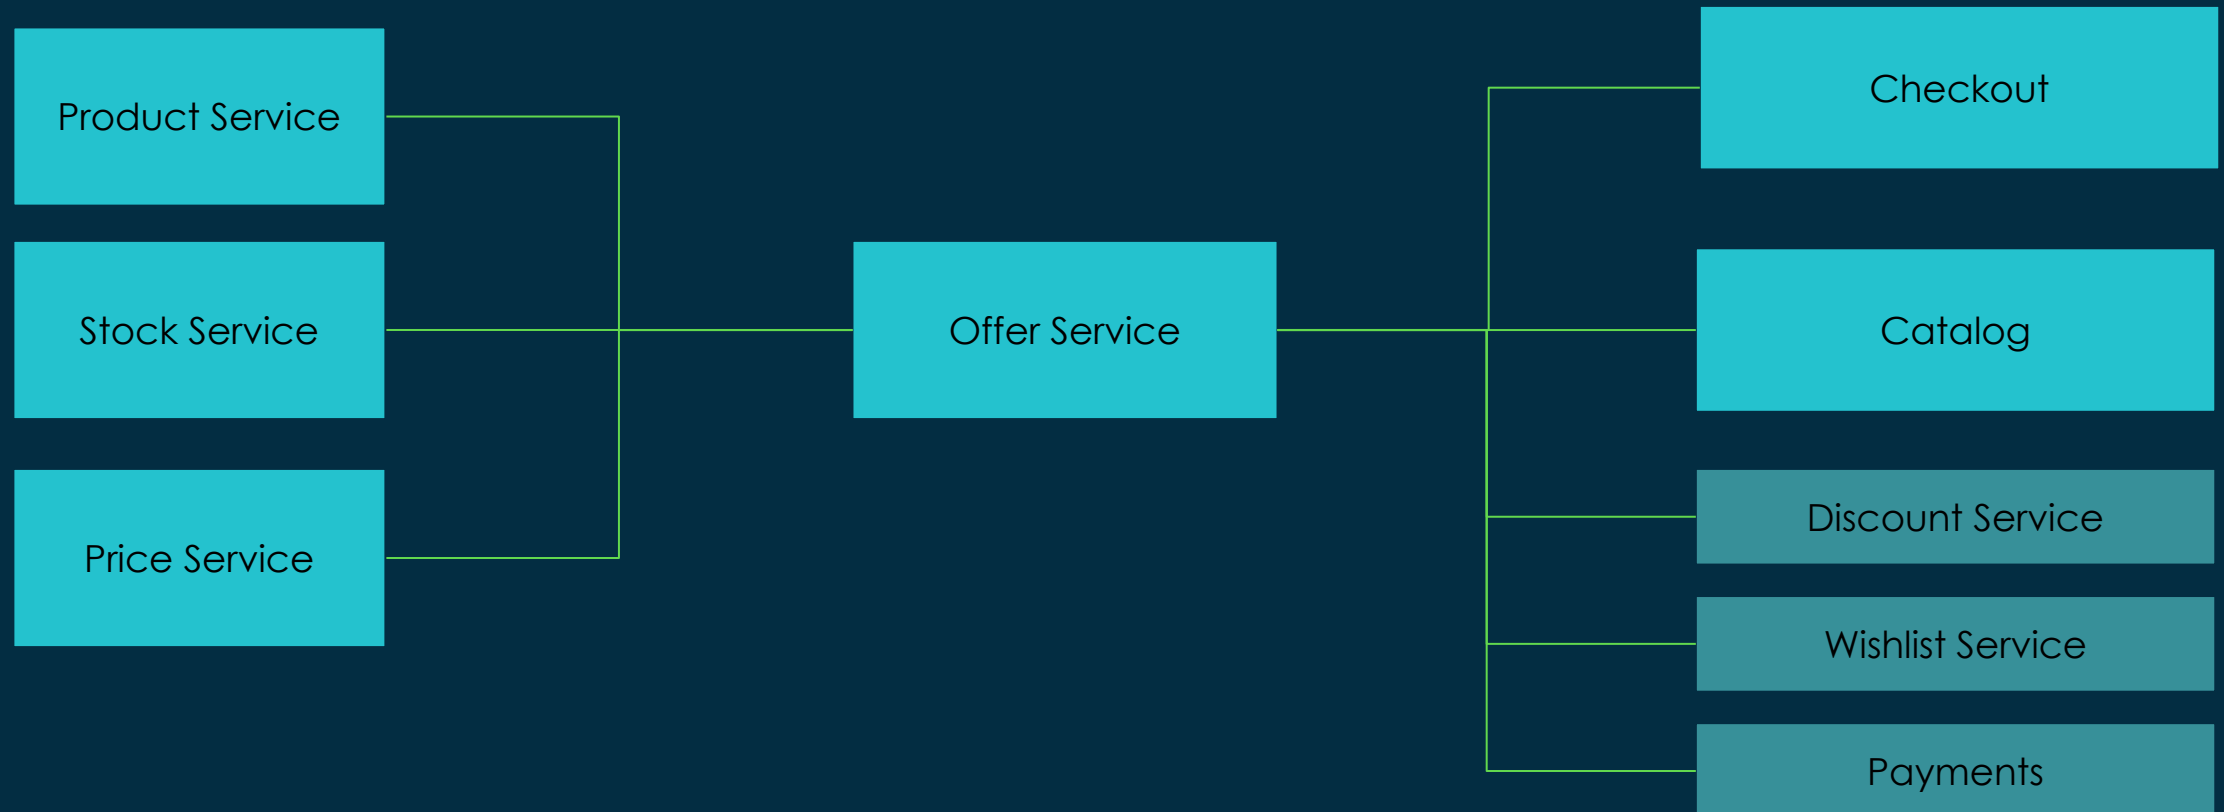 Product Service
Stock Service
Price Service
Offer Service
Checkout
Catalog
Discount Service
Wishlist Service
Payments